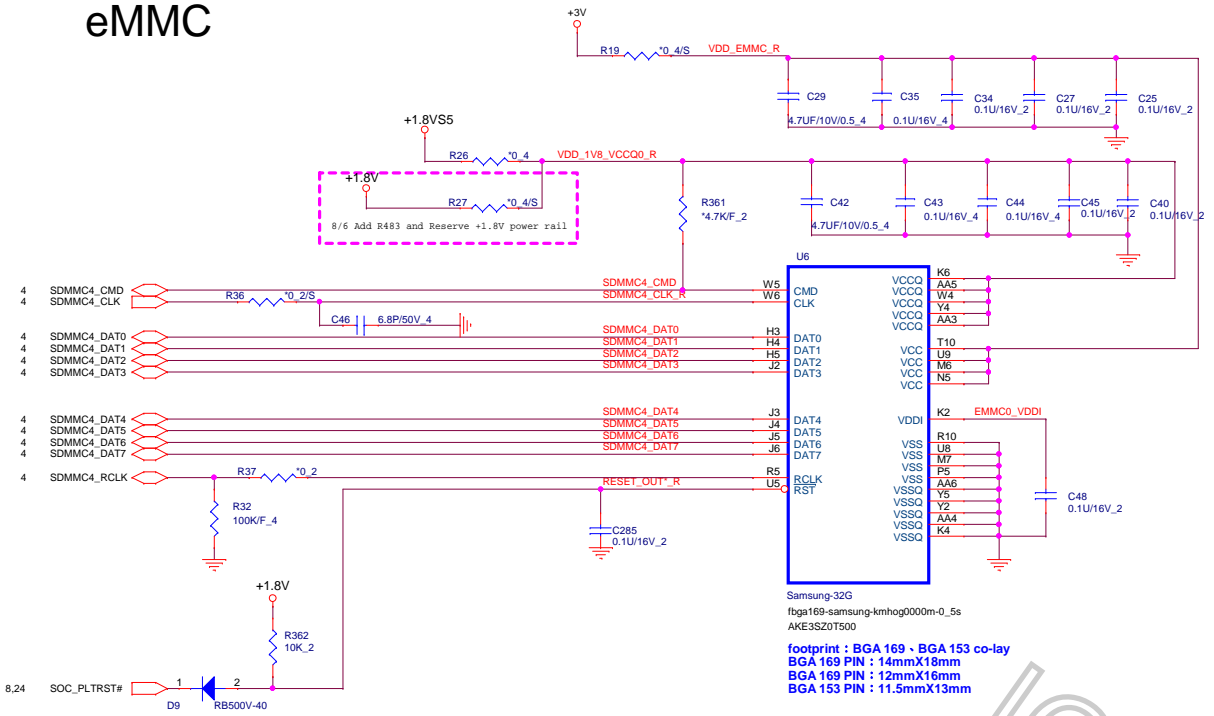 eMMC
+3V
R19 *0_4/S VDD_EMMC_R
C29 4.7UF/10V/0.5_4
C35 0.1U/16V_4
C34 0.1U/16V_2
C27 0.1U/16V_2
C25 0.1U/16V_2
+1.8VS5
R26 *0_4 VDD_1V8_VCCQ0_R
+1.8V
R27 *0_4/S
8/6 Add R483 and Reserve +1.8V power rail
R361 *4.7K/F_2
C42 4.7UF/10V/0.5_4
C43 0.1U/16V_4
C44 0.1U/16V_4
C45 0.1U/16V_2
C40 0.1U/16V_2
U6
4 SDMMC4_CMD SDMMC4_CMD W5 CMD
4 SDMMC4_CLK R36 *0_2/S SDMMC4_CLK_R W6 CLK
C46 6.8P/50V_4
4 SDMMC4_DAT0 SDMMC4_DAT0 H3 DAT0
4 SDMMC4_DAT1 SDMMC4_DAT1 H4 DAT1
4 SDMMC4_DAT2 SDMMC4_DAT2 H5 DAT2
4 SDMMC4_DAT3 SDMMC4_DAT3 J2 DAT3
4 SDMMC4_DAT4 SDMMC4_DAT4 J3 DAT4
4 SDMMC4_DAT5 SDMMC4_DAT5 J4 DAT5
4 SDMMC4_DAT6 SDMMC4_DAT6 J5 DAT6
4 SDMMC4_DAT7 SDMMC4_DAT7 J6 DAT7
4 SDMMC4_RCLK R37 *0_2 R5 RCLK
RESET_OUT*_R U5 RST
R32 100K/F_4
C285 0.1U/16V_2
VCCQ K6
VCCQ AA5
VCCQ W4
VCCQ Y4
VCCQ AA3
VCC T10
VCC U9
VCC M6
VCC N5
VDDI K2 EMMC0_VDDI
VSS R10
VSS U8
VSS M7
VSS P5
VSSQ AA6
VSSQ Y5
VSSQ Y2
VSSQ AA4
VSSQ K4
C48 0.1U/16V_2
+1.8V
R362 10K_2
8,24 SOC_PLTRST# 1 2
D9 RB500V-40
Samsung-32G
fbga169-samsung-kmhog0000m-0_5s
AKE3SZ0T500
footprint：BGA 169、BGA 153 co-lay
BGA 169 PIN：14mmX18mm
BGA 169 PIN：12mmX16mm
BGA 153 PIN：11.5mmX13mm